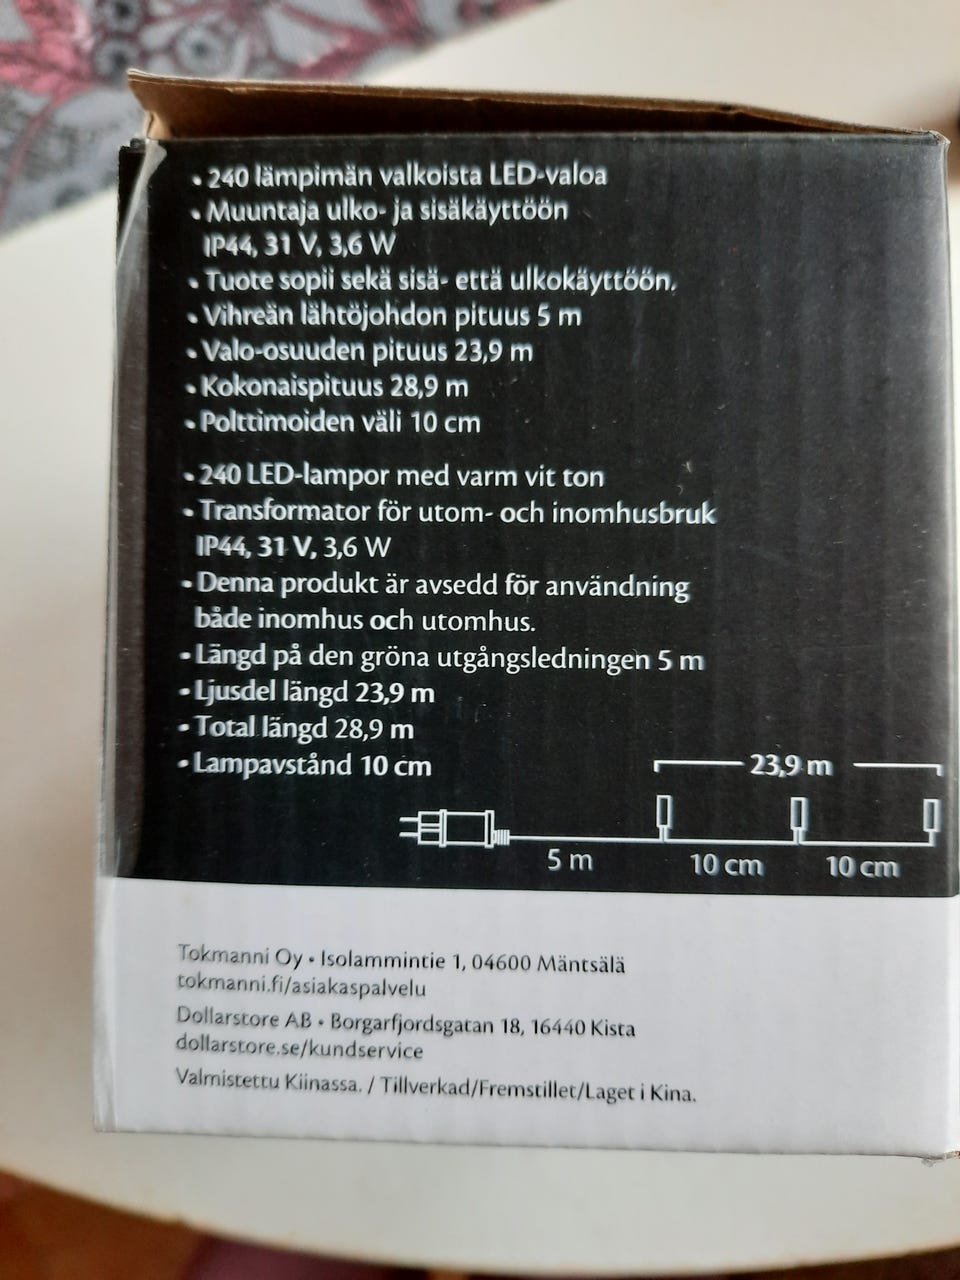 • 240 lämpimän valkoista LED-valoa
• Muuntaja ulko- ja sisäkäyttöön
IP44, 31 V, 3,6 W
• Tuote sopii sekä sisä- että ulkokäyttöön.
• Vihreän lähtöjohdon pituus 5 m
• Valo-osuuden pituus 23,9 m
• Kokonaispituus 28,9 m
• Polttimoiden väli 10 cm
• 240 LED-lampor med varm vit ton
• Transformator för utom- och inomhusbruk
IP44, 31 V, 3,6 W
• Denna produkt är avsedd för användning
både inomhus och utomhus.
• Längd på den gröna utgångsledningen 5 m
• Ljusdel längd 23,9 m
• Total längd 28,9 m
• Lampavstånd 10 cm
23,9 m
5 m 10 cm 10 cm
Tokmanni Oy • Isolammintie 1, 04600 Mäntsälä
tokmanni.fi/asiakaspalvelu
Dollarstore AB • Borgarfjordsgatan 18, 16440 Kista
dollarstore.se/kundservice
Valmistettu Kiinassa. / Tillverkad/Fremstillet/Laget i Kina.